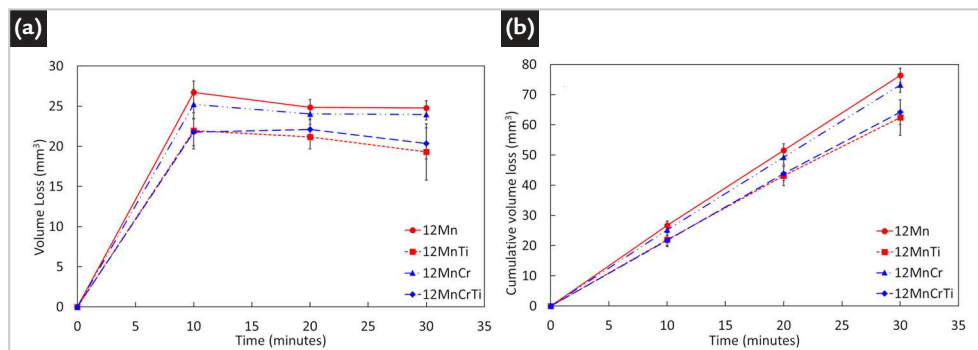 (a)
30
25
20
15
10
5
0
Volume Loss (mm³)
0 5 10 15 20 25 30 35
Time (minutes)
12Mn
12MnTi
12MnCr
12MnCrTi
(b)
80
70
60
50
40
30
20
10
0
Cumulative volume loss (mm³)
0 5 10 15 20 25 30 35
Time (minutes)
12Mn
12MnTi
12MnCr
12MnCrTi